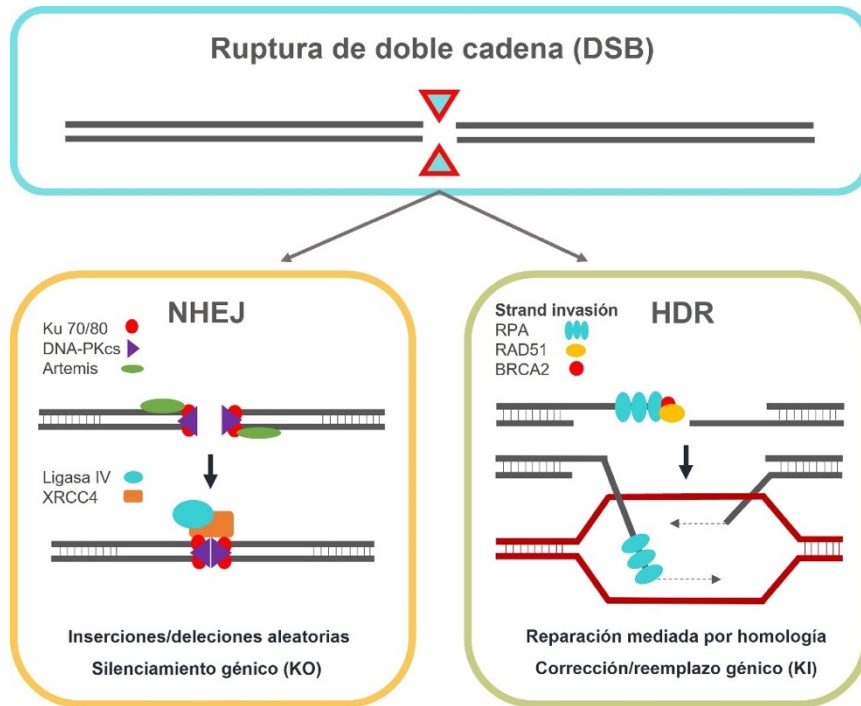 Ruptura de doble cadena (DSB)
NHEJ
Ku 70/80
DNA-PKcs
Artemis
Ligasa IV
XRCC4
Inserciones/deleciones aleatorias
Silenciamiento génico (KO)
HDR
Strand invasión
RPA
RAD51
BRCA2
Reparación mediada por homología
Corrección/reemplazo génico (KI)